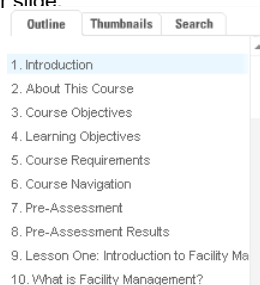 slide.
Outline Thumbnails Search
1. Introduction
2. About This Course
3. Course Objectives
4. Learning Objectives
5. Course Requirements
6. Course Navigation
7. Pre-Assessment
8. Pre-Assessment Results
9. Lesson One: Introduction to Facility Ma
10. What is Facility Management?